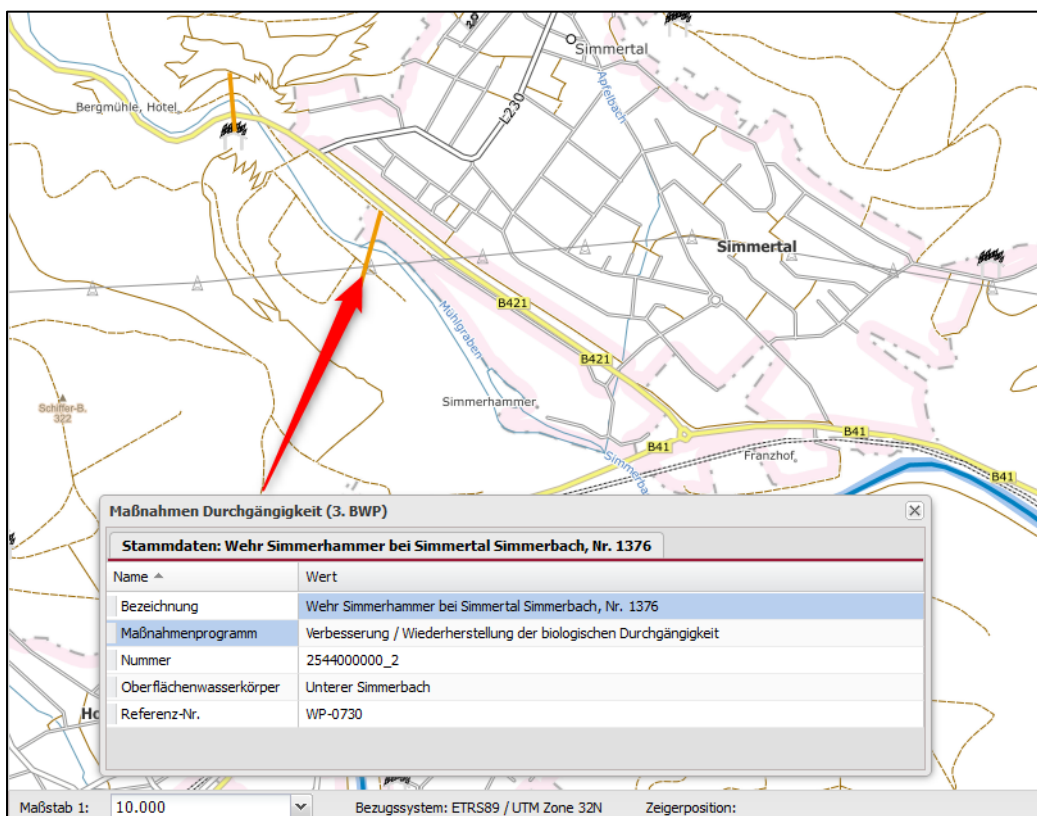 Simmertal
Bergmühle, Hotel
L230
Apfelbach
Simmertal
B421
Mühlgraben
B421
Schiffer-B.
322
Simmerhammer
B41
B41
Franzhof
B41
Maßnahmen Durchgängigkeit (3. BWP)
Stammdaten: Wehr Simmerhammer bei Simmertal Simmerbach, Nr. 1376
Name Wert
Bezeichnung Wehr Simmerhammer bei Simmertal Simmerbach, Nr. 1376
Maßnahmenprogramm Verbesserung / Wiederherstellung der biologischen Durchgängigkeit
Nummer 2544000000_2
Oberflächenwasserkörper Unterer Simmerbach
Referenz-Nr. WP-0730
Ho
Maßstab 1: 10.000 Bezugssystem: ETRS89 / UTM Zone 32N Zeigerposition: